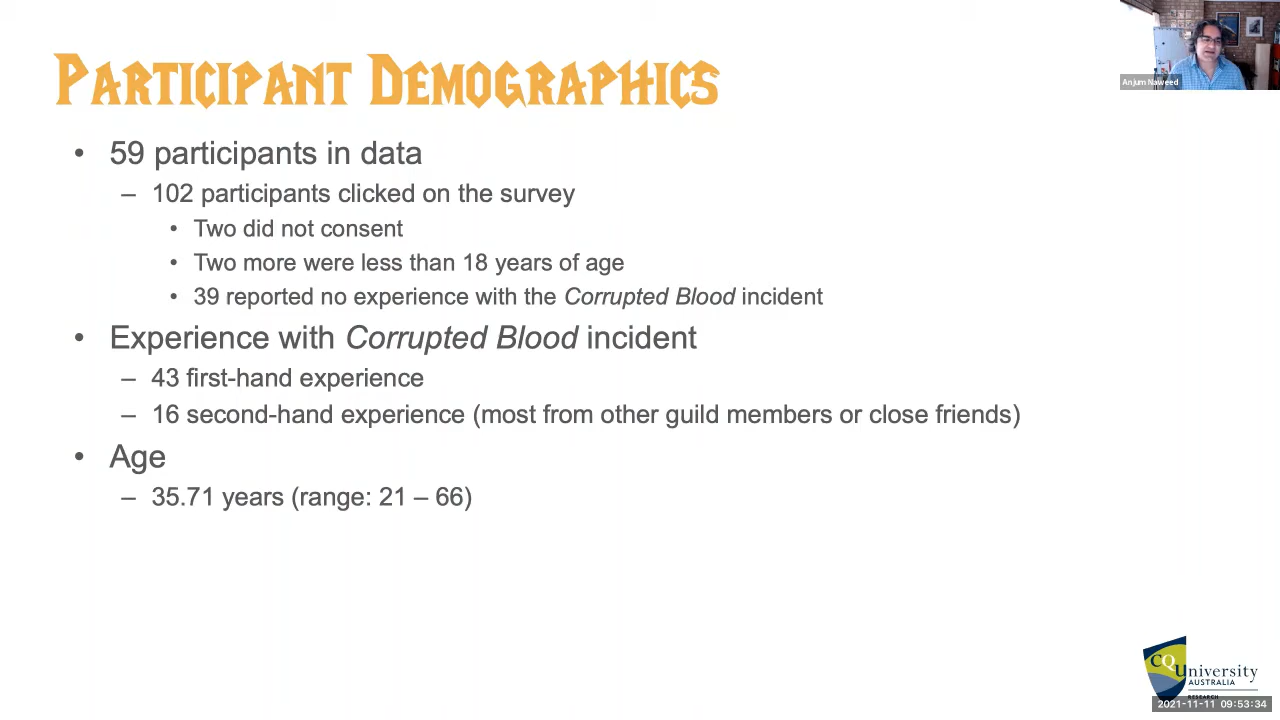 PARTICIPANT DEMOGRAPHICS
Anjum Naweed
• 59 participants in data
– 102 participants clicked on the survey
• Two did not consent
• Two more were less than 18 years of age
• 39 reported no experience with the Corrupted Blood incident
• Experience with Corrupted Blood incident
– 43 first-hand experience
– 16 second-hand experience (most from other guild members or close friends)
• Age
– 35.71 years (range: 21 – 66)
CQUniversity
AUSTRALIA
RESEARCH
2021-11-11 09:53:34